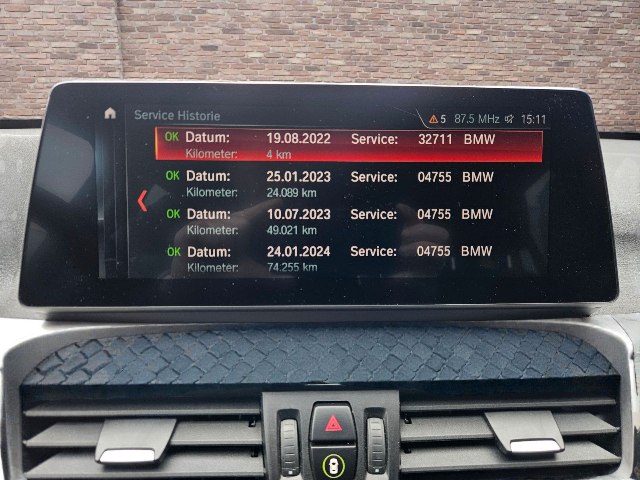 Service Historie
5 87.5 MHz 15:11
OK Datum: 19.08.2022 Service: 32711 BMW
Kilometer: 4 km
OK Datum: 25.01.2023 Service: 04755 BMW
Kilometer: 24.089 km
OK Datum: 10.07.2023 Service: 04755 BMW
Kilometer: 49.021 km
OK Datum: 24.01.2024 Service: 04755 BMW
Kilometer: 74.255 km